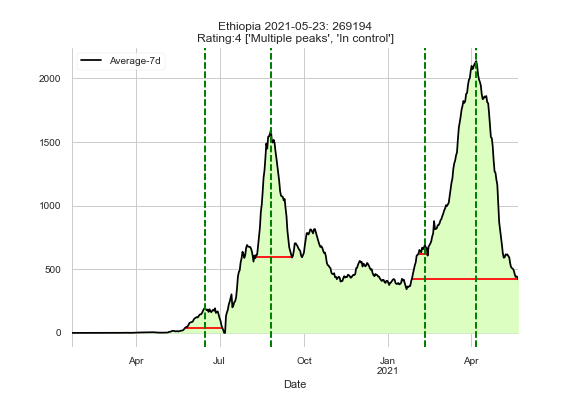 Ethiopia 2021-05-23: 269194
Rating:4 ['Multiple peaks', 'In control']
Average-7d
2000
1500
1000
500
0
Apr Jul Oct Jan Apr
2021
Date